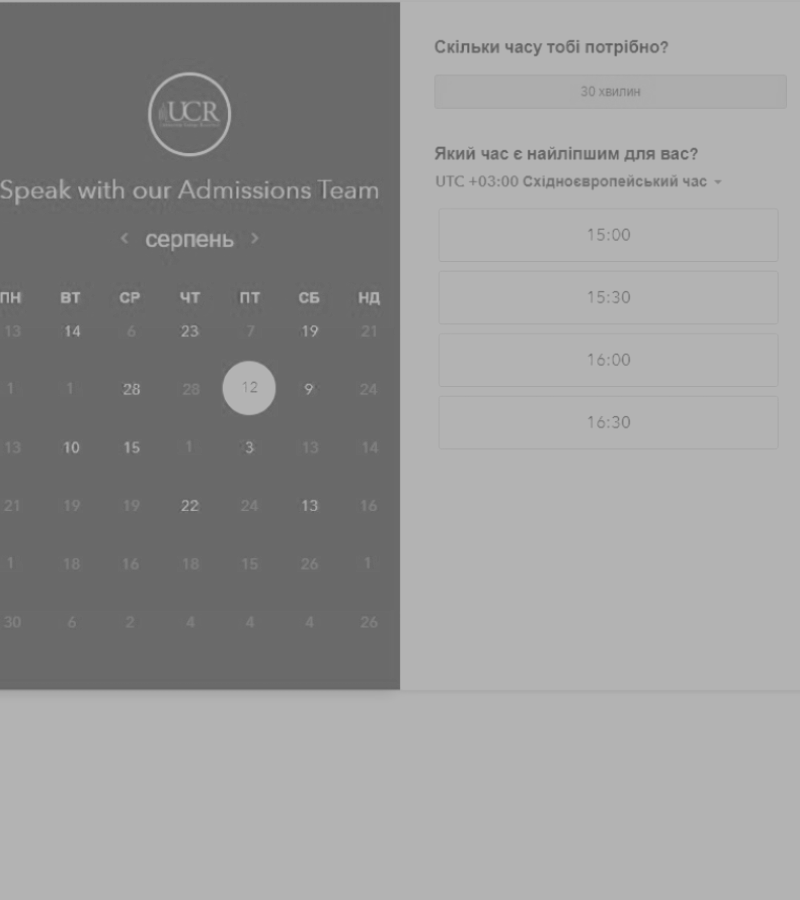 UCR
Speak with our Admissions Team
‹ серпень ›
ПН ВТ СР ЧТ ПТ СБ НД
13 14 6 23 7 19 21
1 1 28 28 12 9 24
13 10 15 1 3 13 14
21 19 19 22 24 13 16
1 18 16 18 15 26 1
30 6 2 4 4 4 26
Скільки часу тобі потрібно?
30 хвилин
Який час є найліпшим для вас?
UTC +03:00 Східноєвропейський час
15:00
15:30
16:00
16:30